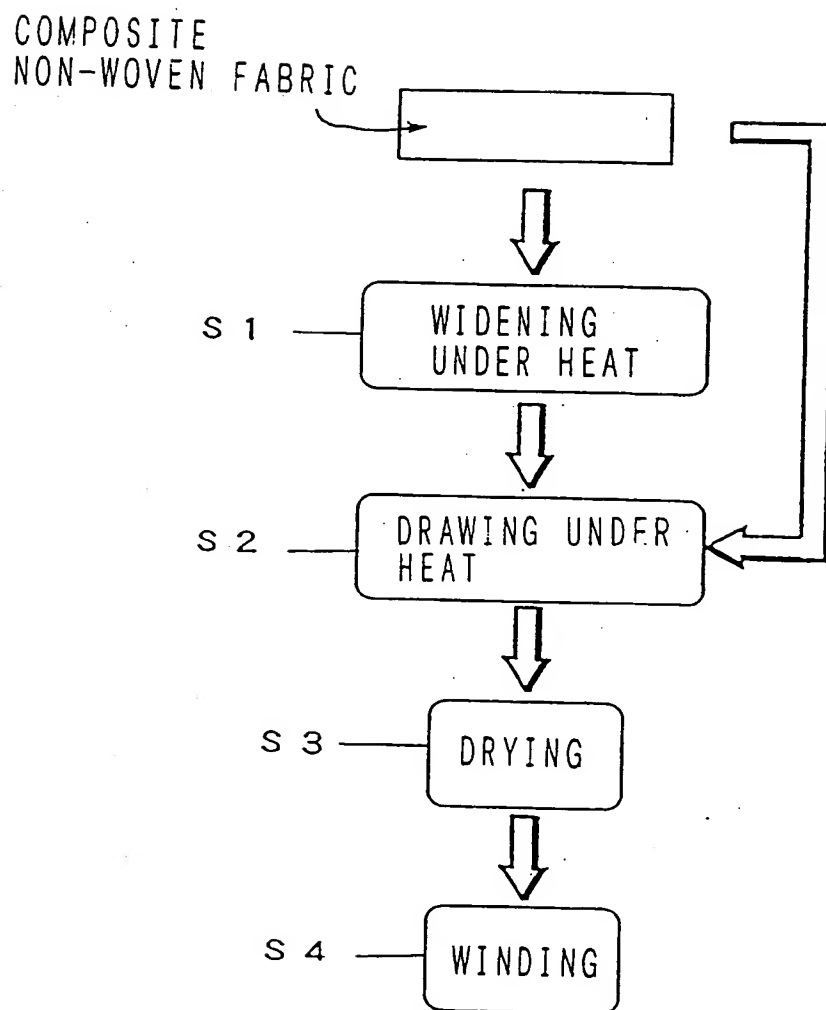 COMPOSITE
NON-WOVEN FABRIC
S 1
WIDENING
UNDER HEAT
S 2
DRAWING UNDER
HEAT
S 3
DRYING
S 4
WINDING